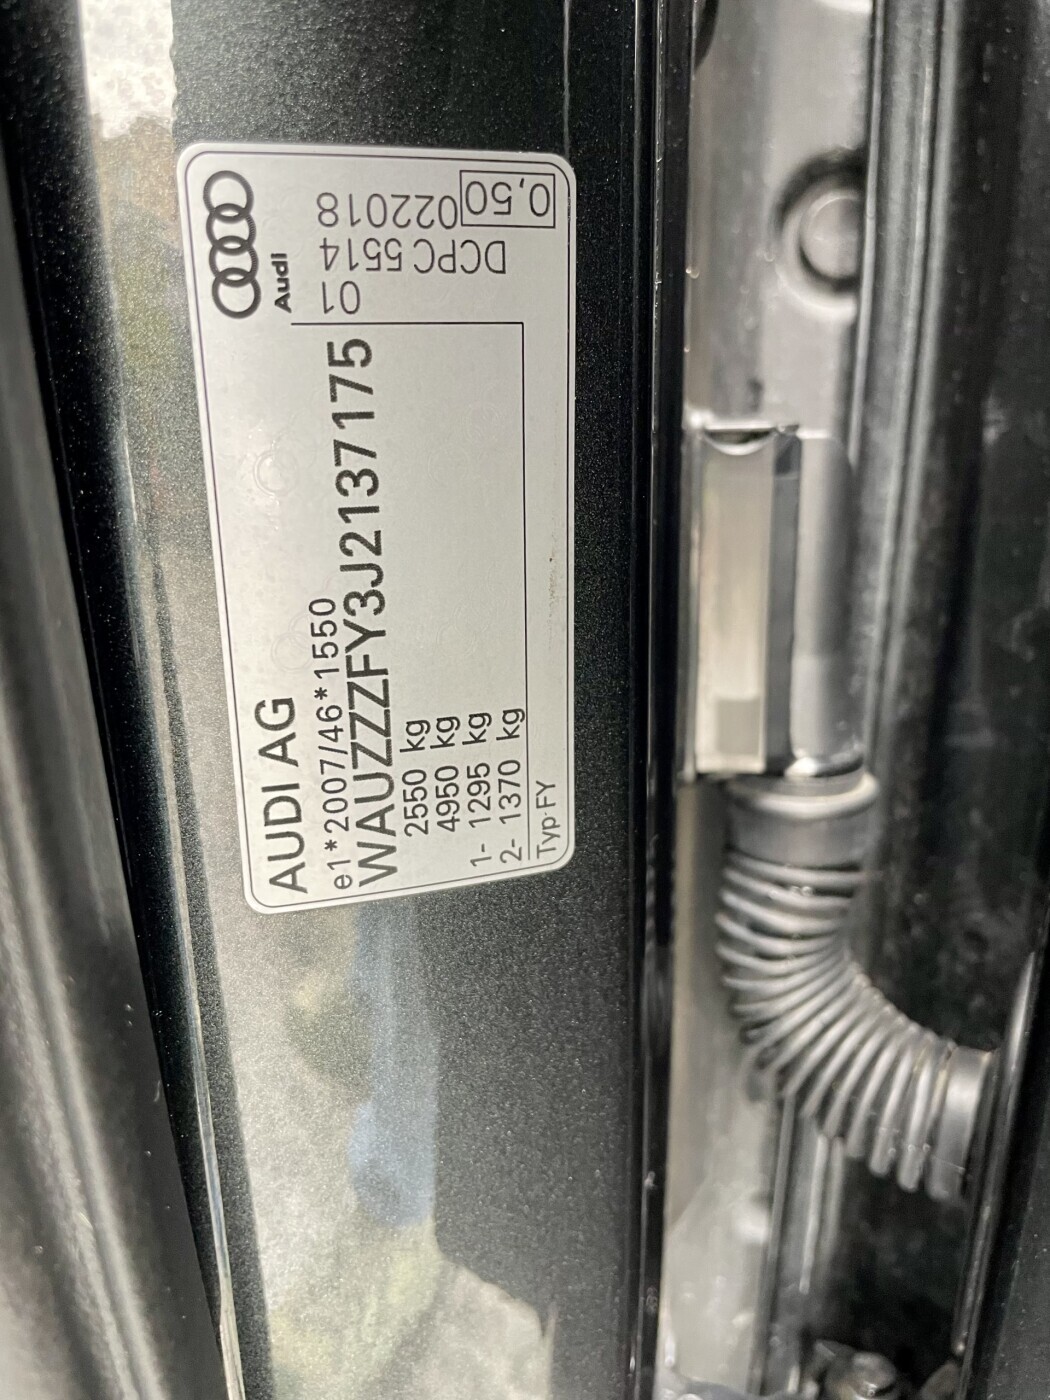 AUDI AG
Audi
e1*2007/46*1550
WAUZZZFY3J2137175
2550 kg
4950 kg
1- 1295 kg
2- 1370 kg
Typ:FY
0,50
022018
DCPC 5514
01